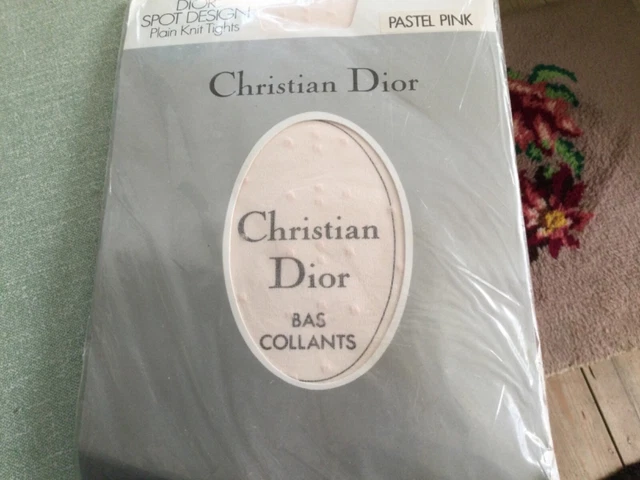 DIOR
SPOT DESIGN
Plain Knit Tights
PASTEL PINK
Christian Dior
Christian
Dior
BAS
COLLANTS